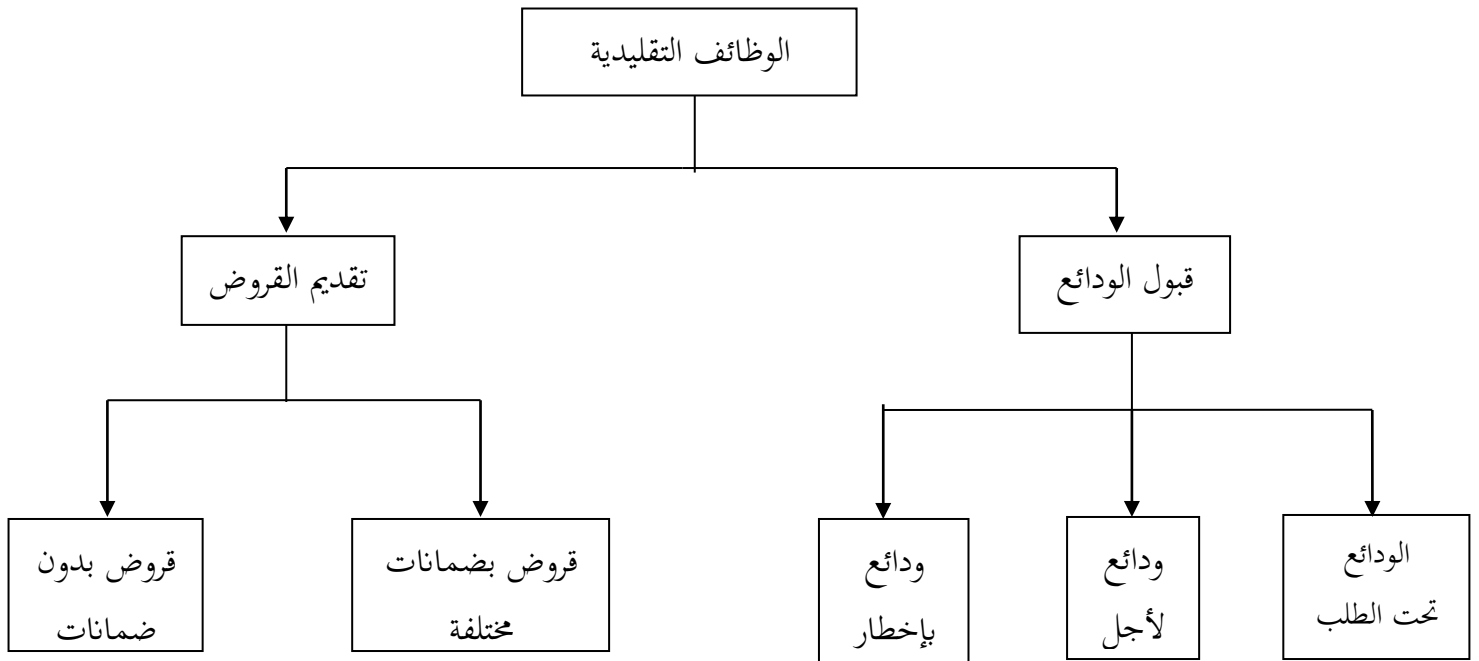 الوظائف التقليدية
قبول الودائع
تقديم القروض
الودائع
تحت الطلب
ودائع
لأجل
ودائع
بإخطار
قروض بضمانات
مختلفة
قروض بدون
ضمانات